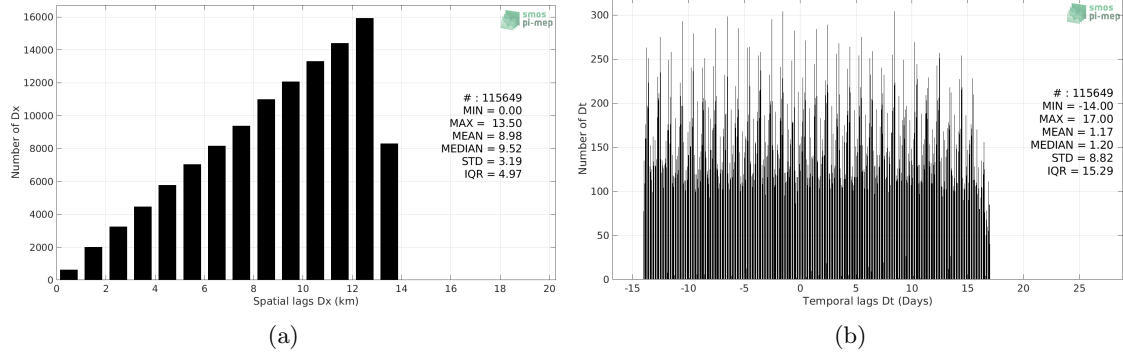 16000
14000
12000
10000
8000
6000
4000
2000
0
0 2 4 6 8 10 12 14 16 18 20
Number of Dx
Spatial lags Dx (km)
smos
pi-mep
# : 115649
MIN = 0.00
MAX = 13.50
MEAN = 8.98
MEDIAN = 9.52
STD = 3.19
IQR = 4.97
(a)
300
250
200
150
100
50
0
-15 -10 -5 0 5 10 15 20 25
Number of Dt
Temporal lags Dt (Days)
smos
pi-mep
# : 115649
MIN = -14.00
MAX = 17.00
MEAN = 1.17
MEDIAN = 1.20
STD = 8.82
IQR = 15.29
(b)